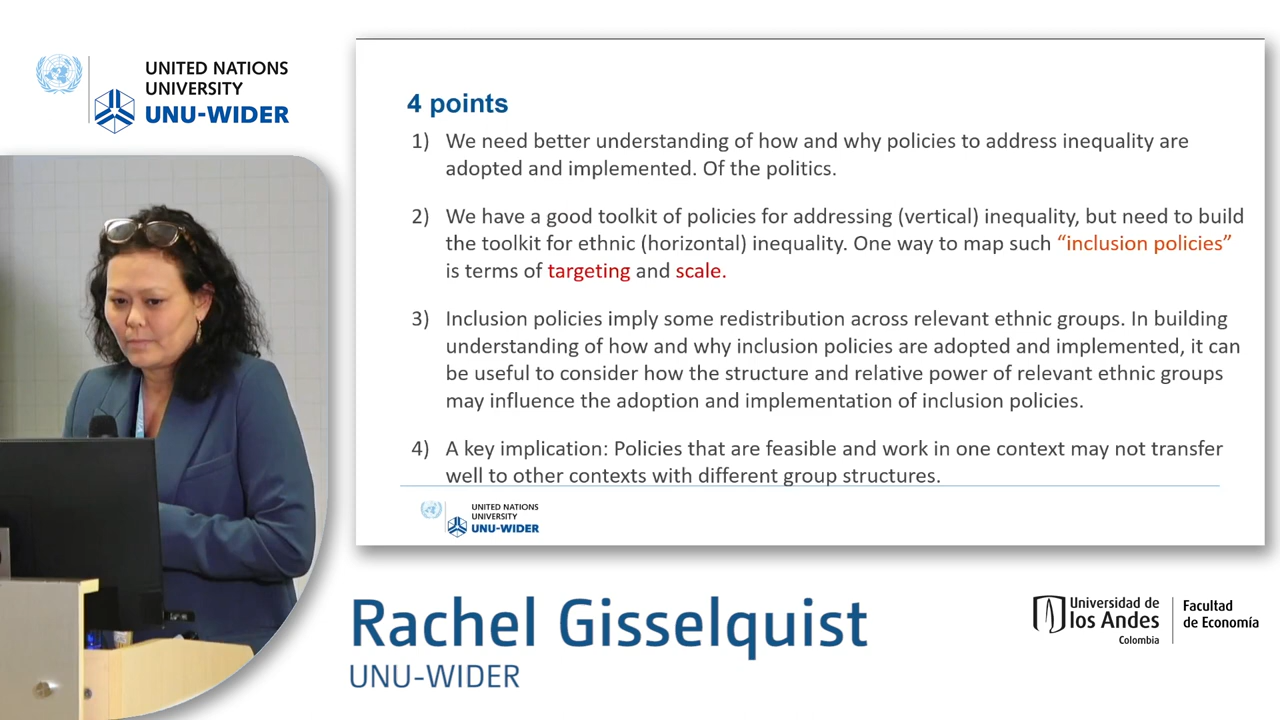 UNITED NATIONS
UNIVERSITY
UNU-WIDER
4 points
1) We need better understanding of how and why policies to address inequality are
adopted and implemented. Of the politics.
2) We have a good toolkit of policies for addressing (vertical) inequality, but need to build
the toolkit for ethnic (horizontal) inequality. One way to map such “inclusion policies”
is terms of targeting and scale.
3) Inclusion policies imply some redistribution across relevant ethnic groups. In building
understanding of how and why inclusion policies are adopted and implemented, it can
be useful to consider how the structure and relative power of relevant ethnic groups
may influence the adoption and implementation of inclusion policies.
4) A key implication: Policies that are feasible and work in one context may not transfer
well to other contexts with different group structures.
UNITED NATIONS
UNIVERSITY
UNU-WIDER
Rachel Gisselquist
UNU-WIDER
Universidad de
los Andes
Colombia
Facultad
de Economía